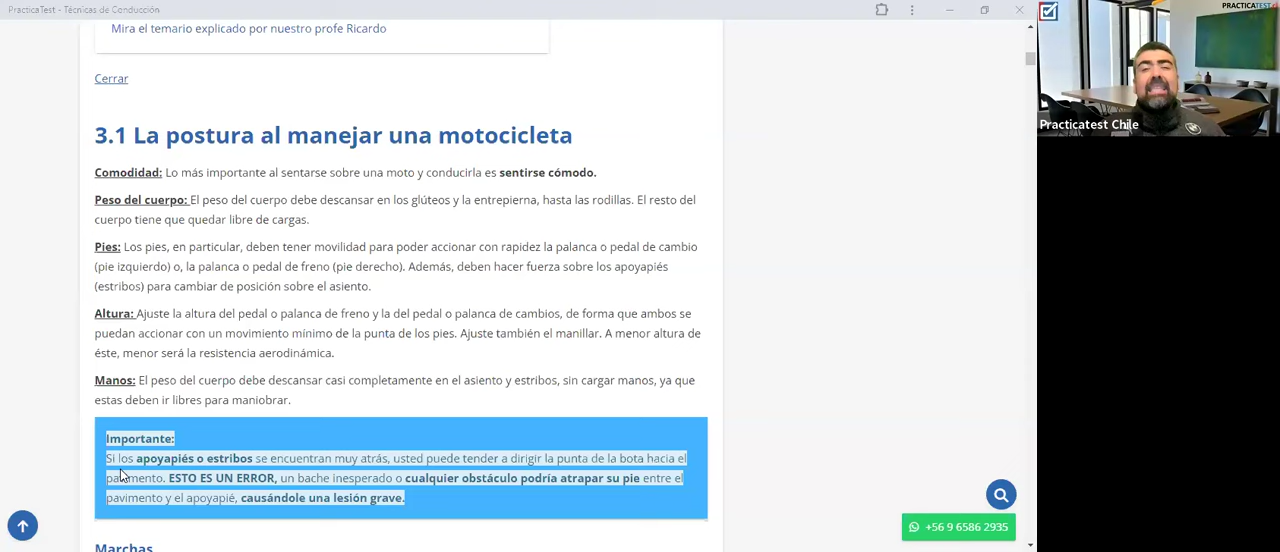 PracticaTest - Técnicas de Conducción
Mira el temario explicado por nuestro profe Ricardo
Cerrar
3.1 La postura al manejar una motocicleta
Comodidad: Lo más importante al sentarse sobre una moto y conducirla es sentirse cómodo.
Peso del cuerpo: El peso del cuerpo debe descansar en los glúteos y la entrepierna, hasta las rodillas. El resto del
cuerpo tiene que quedar libre de cargas.
Pies: Los pies, en particular, deben tener movilidad para poder accionar con rapidez la palanca o pedal de cambio
(pie izquierdo) o, la palanca o pedal de freno (pie derecho). Además, deben hacer fuerza sobre los apoyapiés
(estribos) para cambiar de posición sobre el asiento.
Altura: Ajuste la altura del pedal o palanca de freno y la del pedal o palanca de cambios, de forma que ambos se
puedan accionar con un movimiento mínimo de la punta de los pies. Ajuste también el manillar. A menor altura de
éste, menor será la resistencia aerodinámica.
Manos: El peso del cuerpo debe descansar casi completamente en el asiento y estribos, sin cargar manos, ya que
estas deben ir libres para maniobrar.
Importante:
Si los apoyapiés o estribos se encuentran muy atrás, usted puede tender a dirigir la punta de la bota hacia el
pavimento. ESTO ES UN ERROR, un bache inesperado o cualquier obstáculo podría atrapar su pie entre el
pavimento y el apoyapié, causándole una lesión grave.
Marchas
+56 9 6586 2935
PRACTICATEST.cl
Practicatest Chile